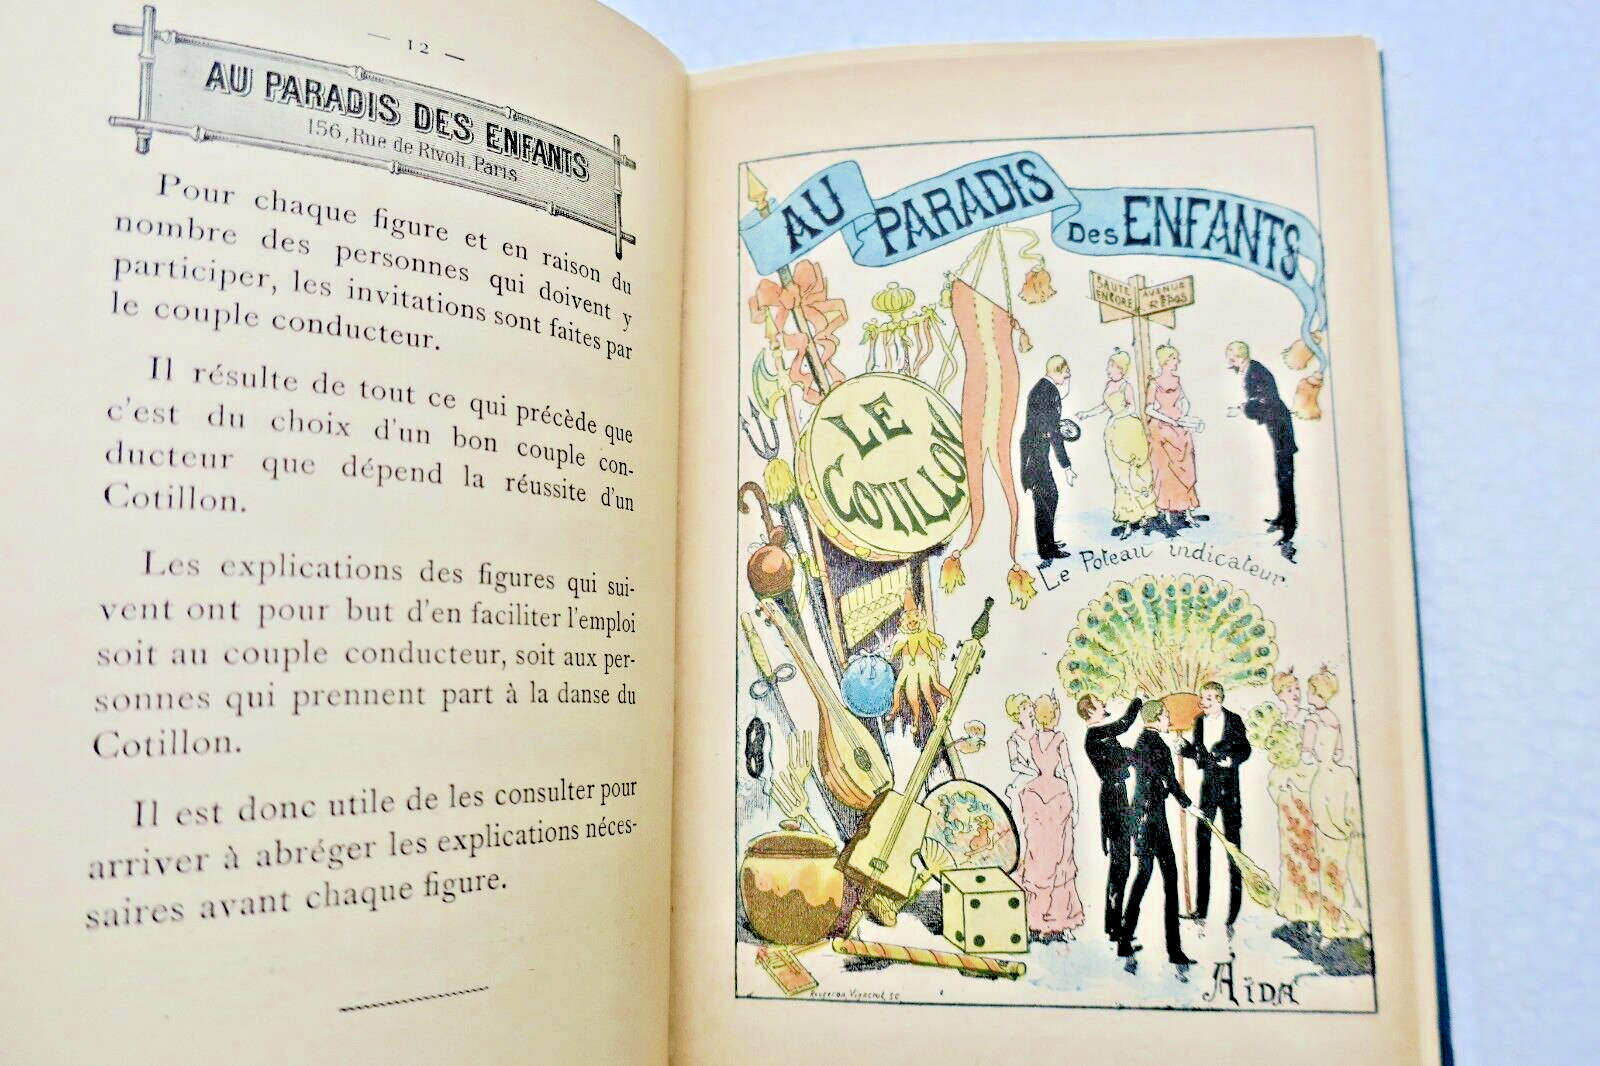 — 12 —
AU PARADIS DES ENFANTS
156, Rue de Rivoli, Paris
Pour chaque figure et en raison du
nombre des personnes qui doivent y
participer, les invitations sont faites par
le couple conducteur.
Il résulte de tout ce qui précède que
c'est du choix d'un bon couple con-
ducteur que dépend la réussite d'un
Cotillon.
Les explications des figures qui sui-
vent ont pour but d'en faciliter l'emploi
soit au couple conducteur, soit aux per-
sonnes qui prennent part à la danse du
Cotillon.
Il est donc utile de les consulter pour
arriver à abréger les explications néces-
saires avant chaque figure.
AU PARADIS Des ENFANTS
SAUTE
ENCORE
AVENUE
REPOS
LE
COTILLON
Le Poteau indicateur
AÏDA